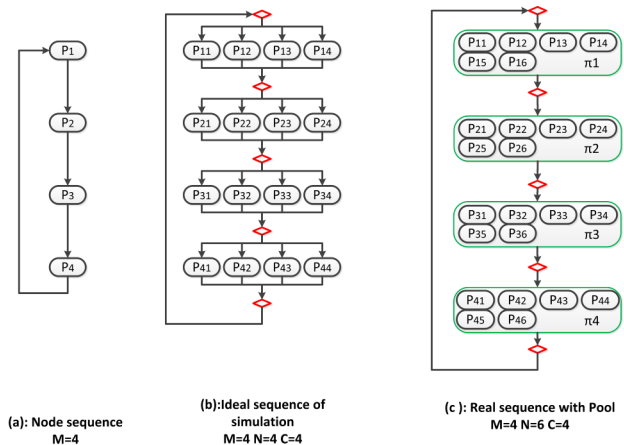 P1
P2
P3
P4
(a): Node sequence
M=4
P11 P12 P13 P14
P21 P22 P23 P24
P31 P32 P33 P34
P41 P42 P43 P44
(b):Ideal sequence of
simulation
M=4 N=4 C=4
P11 P12 P13 P14
P15 P16 π1
P21 P22 P23 P24
P25 P26 π2
P31 P32 P33 P34
P35 P36 π3
P41 P42 P43 P44
P45 P46 π4
(c ): Real sequence with Pool
M=4 N=6 C=4